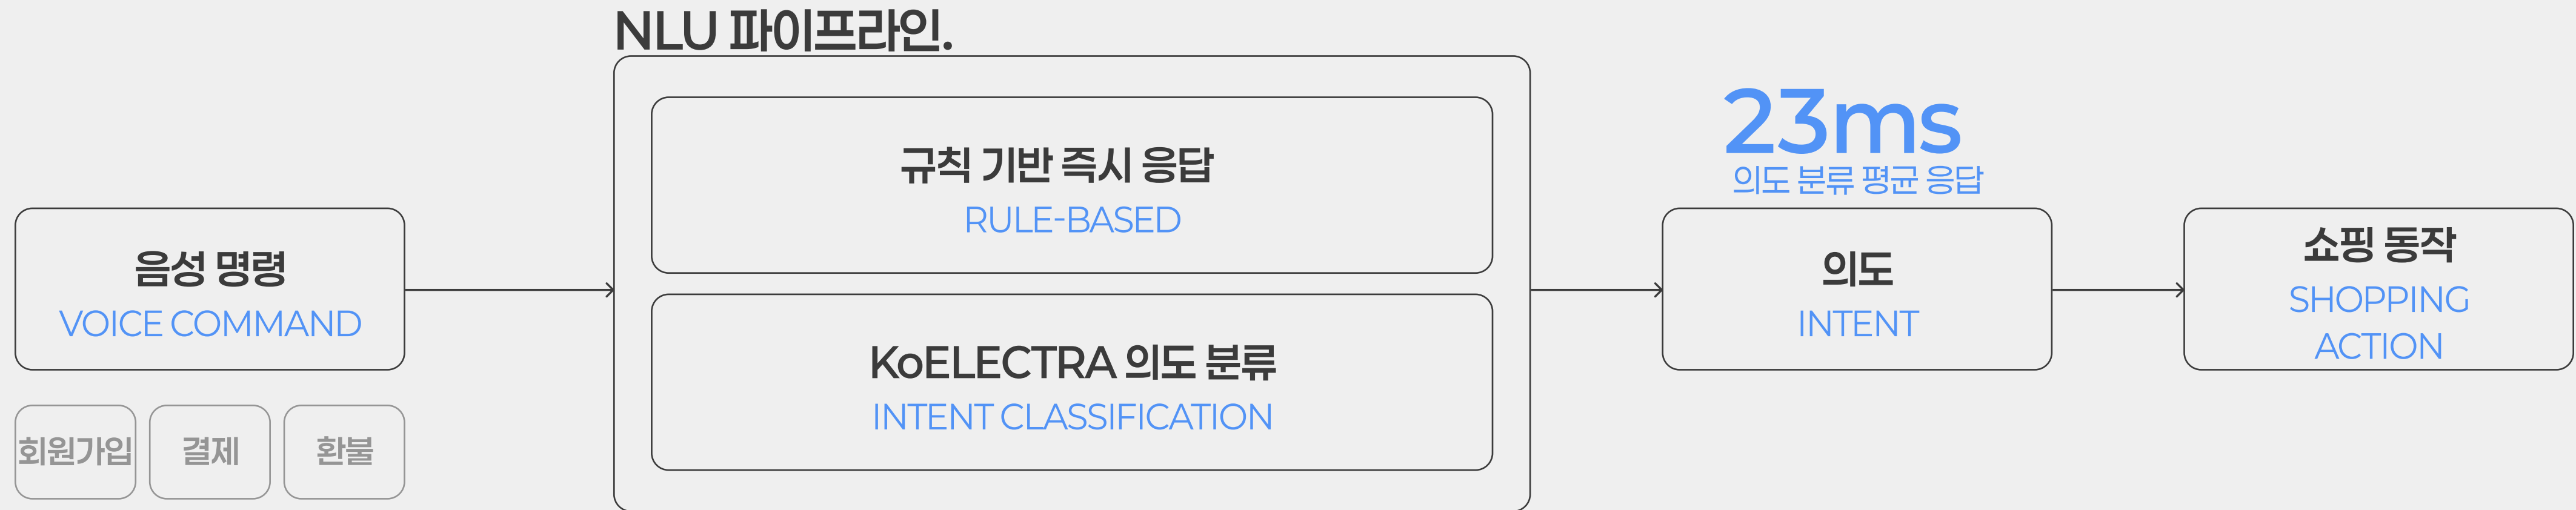 NLU 파이프라인.
음성 명령
VOICE COMMAND
회원가입
결제
환불
규칙 기반 즉시 응답
RULE-BASED
KoELECTRA 의도 분류
INTENT CLASSIFICATION
23ms
의도 분류 평균 응답
의도
INTENT
쇼핑 동작
SHOPPING
ACTION